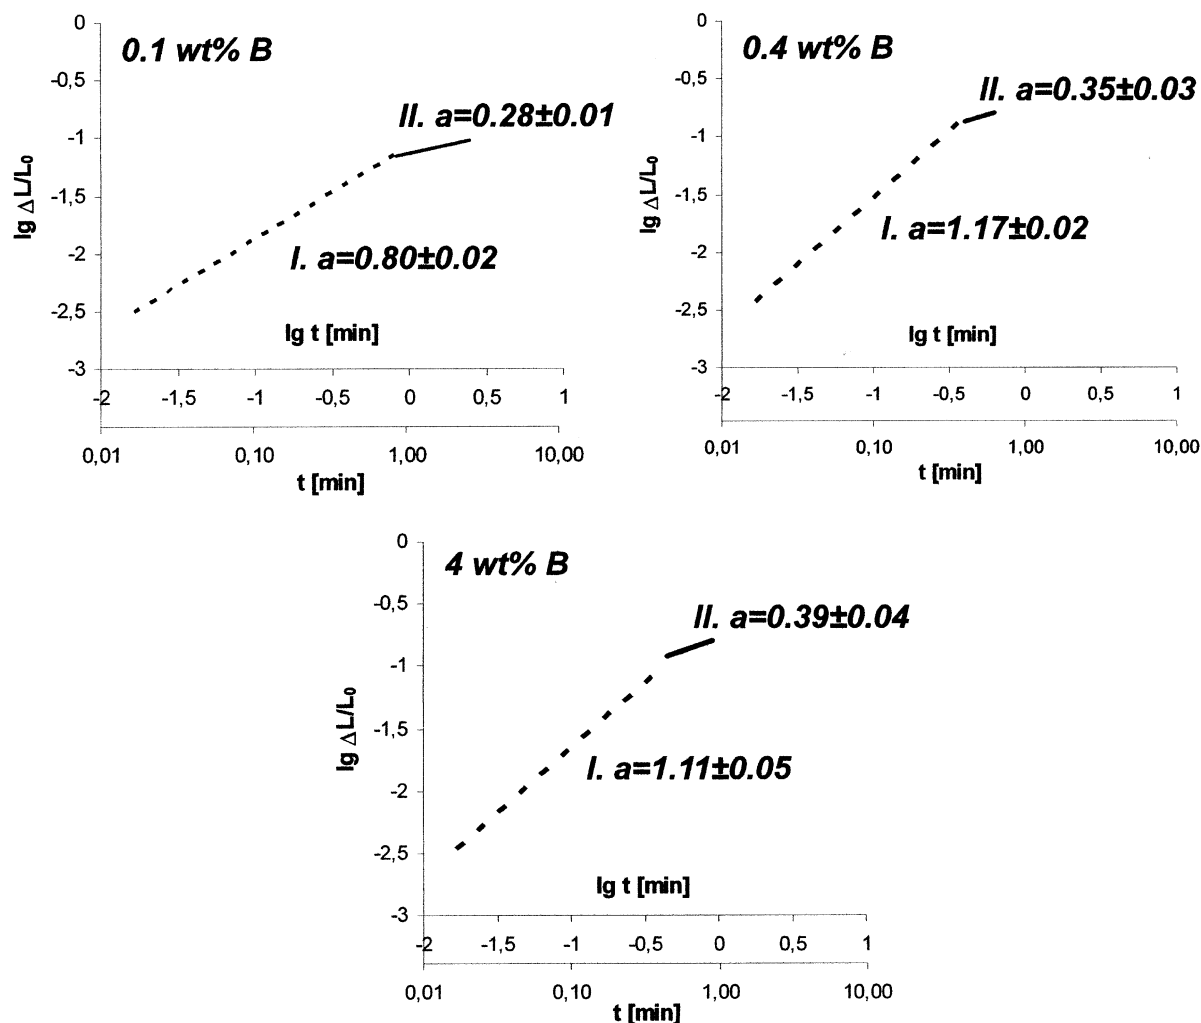 0.1 wt% B
0
-0,5
-1
-1,5
-2
-2,5
-3
lg ΔL/L₀
II. a=0.28±0.01
I. a=0.80±0.02
lg t [min]
-2 -1,5 -1 -0,5 0 0,5 1
0,01 0,10 1,00 10,00
t [min]
0.4 wt% B
0
-0,5
-1
-1,5
-2
-2,5
-3
lg ΔL/L₀
II. a=0.35±0.03
I. a=1.17±0.02
lg t [min]
-2 -1,5 -1 -0,5 0 0,5 1
0,01 0,10 1,00 10,00
t [min]
4 wt% B
0
-0,5
-1
-1,5
-2
-2,5
-3
lg ΔL/L₀
II. a=0.39±0.04
I. a=1.11±0.05
lg t [min]
-2 -1,5 -1 -0,5 0 0,5 1
0,01 0,10 1,00 10,00
t [min]